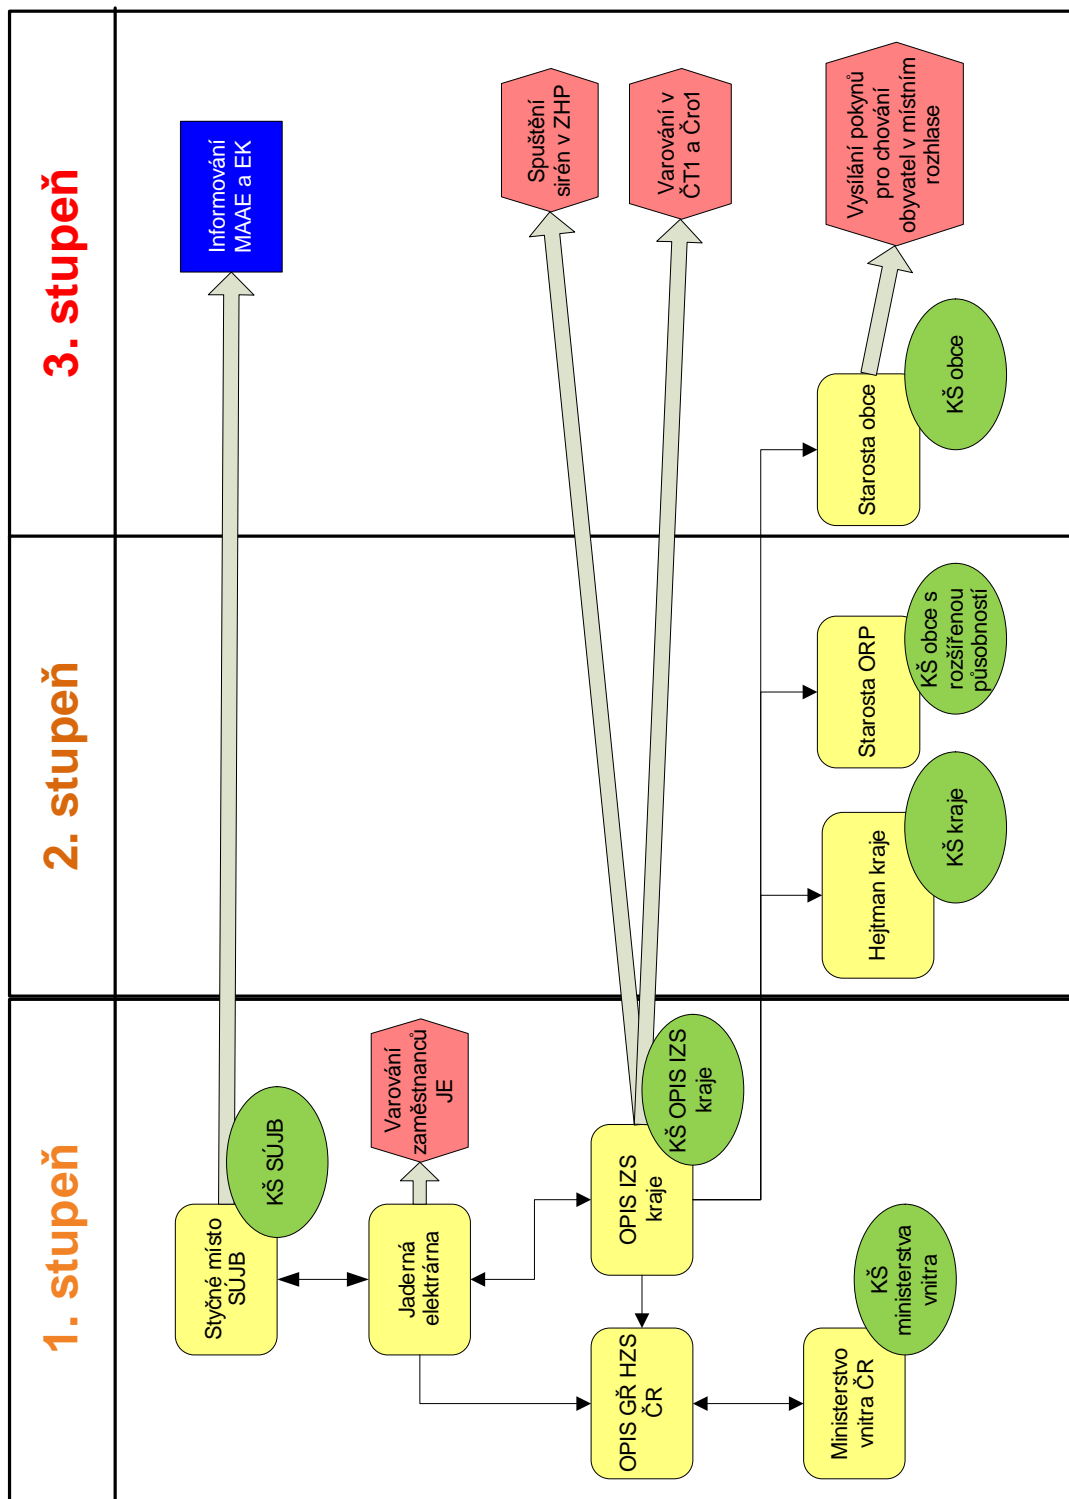 1. stupeň
2. stupeň
3. stupeň
Styčné místo
SÚJB
KŠ SÚJB
Informování
MAAE a EK
Jaderná
elektrárna
Varování
zaměstnanců
JE
OPIS GŘ HZS
ČR
OPIS IZS
kraje
KŠ OPIS IZS
kraje
Spuštění
sirén v ZHP
Varování v
ČT1 a Čro1
Ministerstvo
vnitra ČR
KŠ
ministerstva
vnitra
Hejtman kraje
KŠ kraje
Starosta ORP
KŠ obce s
rozšířenou
působností
Starosta obce
KŠ obce
Vysílání pokynů
pro chování
obyvatel v místním
rozhlase